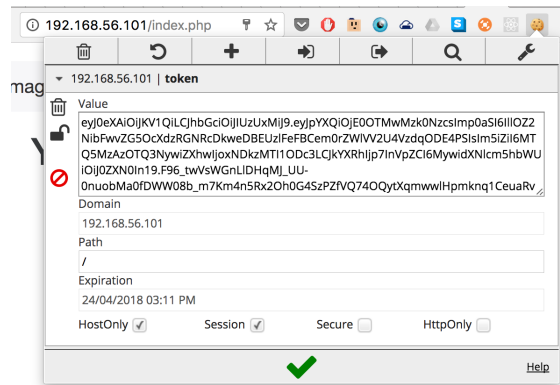 192.168.56.101/index.php
mag
192.168.56.101 | token
Value
eyJ0eXAiOiJKV1QiLCJhbGciOiJIUzUxMiJ9.eyJpYXQiOjE0OTMwMzk0NzcsImp0aSI6IllOZ2
NibFwvZG5OcXdzRGNRcDkweDBEUzlFeFBCem0rZWlVV2U4VzdqODE4PSIsIm5iZiI6MT
Q5MzAzOTQ3NywiZXhwIjoxNDkzMTI1ODc3LCJkYXRhIjp7InVpZCI6MywidXNlcm5hbWU
iOiJ0ZXN0In19.F96_twVsWGnLlDHqMJ_UU-
0nuobMa0fDWW08b_m7Km4n5Rx2Oh0G4SzPZfVQ74OQytXqmwwlHpmknq1CeuaRv
Domain
192.168.56.101
Path
/
Expiration
24/04/2018 03:11 PM
HostOnly Session Secure HttpOnly
Help